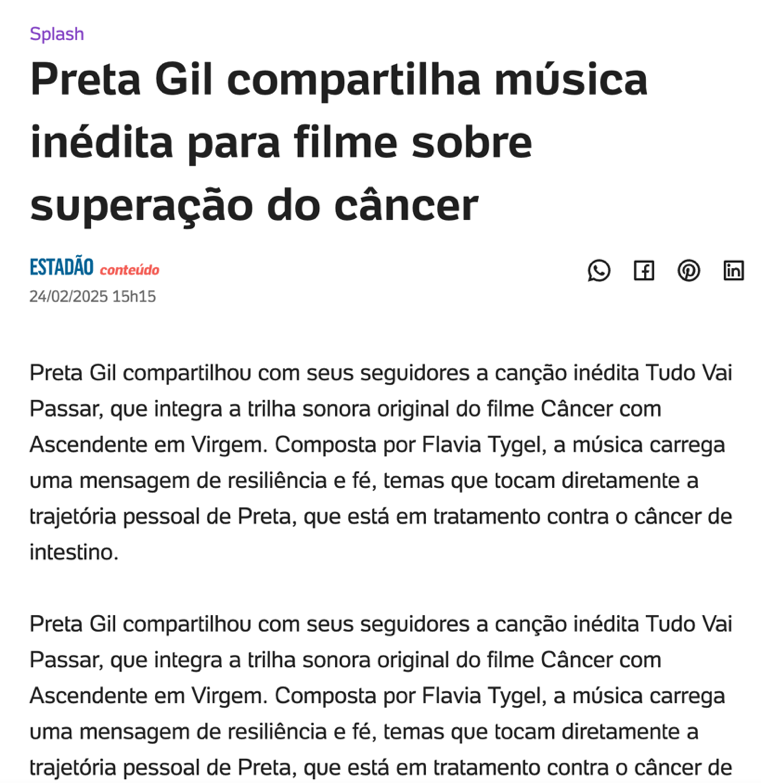 Splash
Preta Gil compartilha música
inédita para filme sobre
superação do câncer
ESTADÃO conteúdo
24/02/2025 15h15
Preta Gil compartilhou com seus seguidores a canção inédita Tudo Vai
Passar, que integra a trilha sonora original do filme Câncer com
Ascendente em Virgem. Composta por Flavia Tygel, a música carrega
uma mensagem de resiliência e fé, temas que tocam diretamente a
trajetória pessoal de Preta, que está em tratamento contra o câncer de
intestino.
Preta Gil compartilhou com seus seguidores a canção inédita Tudo Vai
Passar, que integra a trilha sonora original do filme Câncer com
Ascendente em Virgem. Composta por Flavia Tygel, a música carrega
uma mensagem de resiliência e fé, temas que tocam diretamente a
trajetória pessoal de Preta, que está em tratamento contra o câncer de